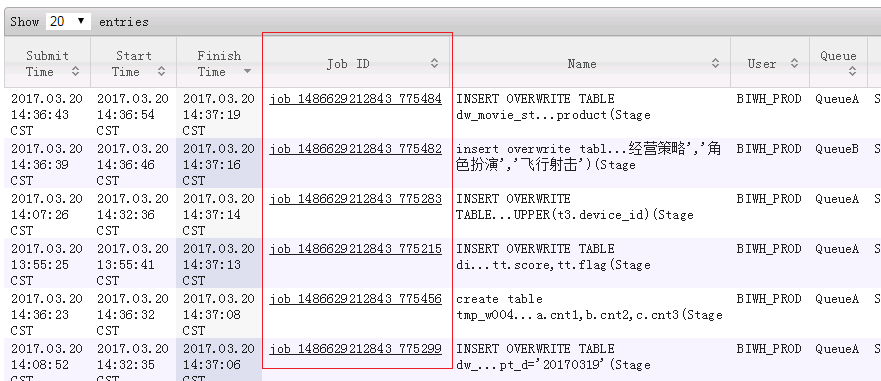 Show 20 entries
Submit Time Start Time Finish Time Job ID Name User Queue S
2017.03.20 2017.03.20 2017.03.20 job_1486629212843_775484 INSERT OVERWRITE TABLE BIWH_PROD QueueA S
14:36:43 14:36:54 14:37:19 dw_movie_st...product(Stage
CST CST CST
2017.03.20 2017.03.20 2017.03.20 job_1486629212843_775482 insert overwrite tabl...经营策略','角 BIWH_PROD QueueB S
14:36:39 14:36:46 14:37:16 色扮演','飞行射击')(Stage
CST CST CST
2017.03.20 2017.03.20 2017.03.20 job_1486629212843_775283 INSERT OVERWRITE BIWH_PROD QueueA S
14:07:26 14:32:36 14:37:14 TABLE...UPPER(t3.device_id)(Stage
CST CST CST
2017.03.20 2017.03.20 2017.03.20 job_1486629212843_775215 INSERT OVERWRITE TABLE BIWH_PROD QueueA S
13:55:25 13:55:41 14:37:13 di...tt.score,tt.flag(Stage
CST CST CST
2017.03.20 2017.03.20 2017.03.20 job_1486629212843_775456 create table BIWH_PROD QueueA S
14:36:23 14:36:32 14:37:08 tmp_w004...a.cnt1,b.cnt2,c.cnt3(Stage
CST CST CST
2017.03.20 2017.03.20 2017.03.20 job_1486629212843_775299 INSERT OVERWRITE TABLE BIWH_PROD QueueA S
14:08:52 14:32:35 14:37:06 dw_...pt_d='20170319'(Stage